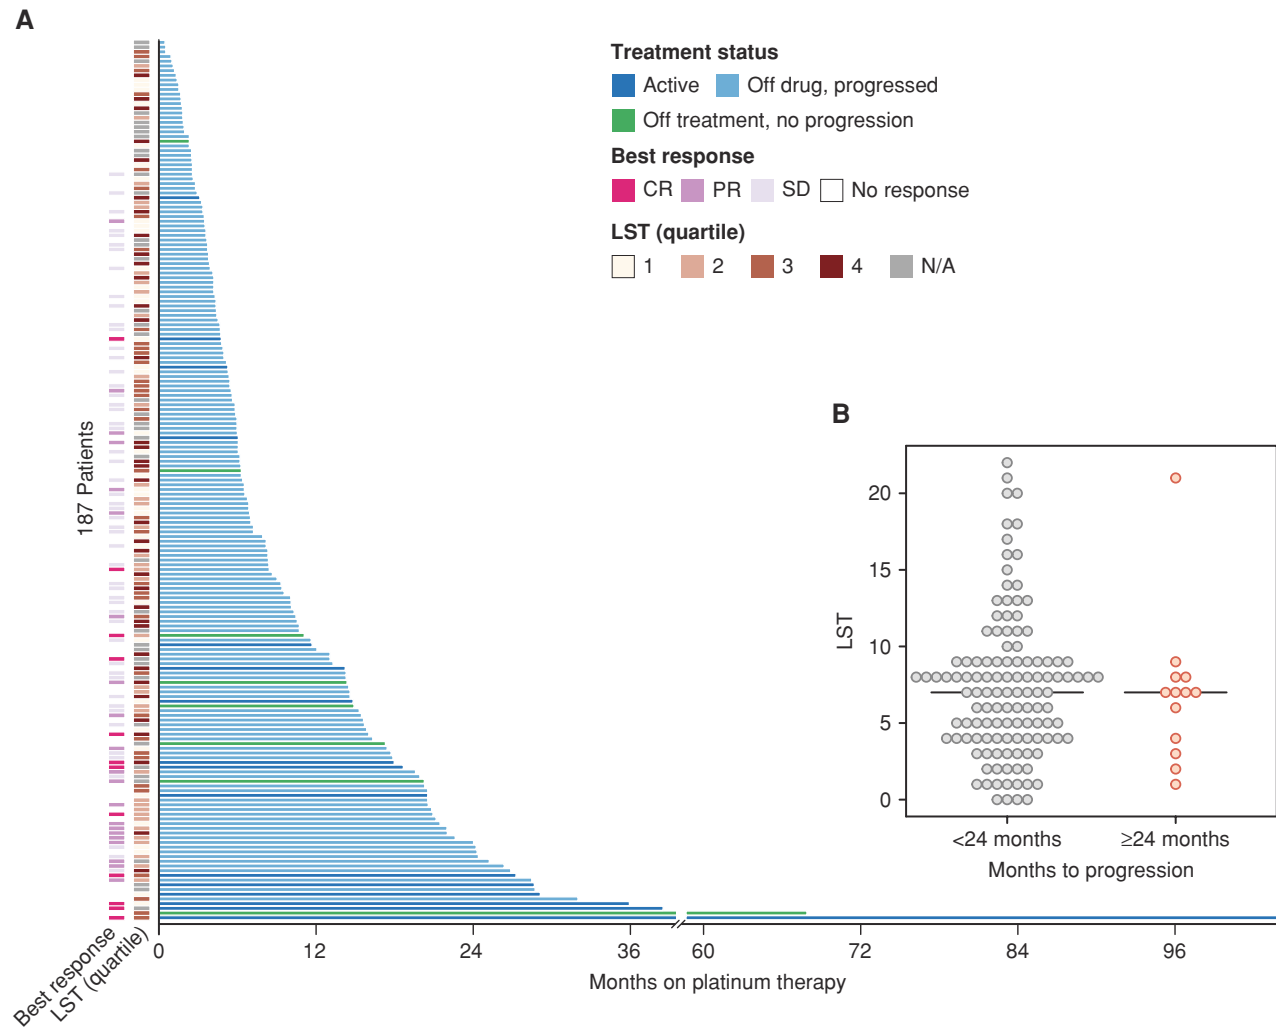 A
Treatment status
Active Off drug, progressed
Off treatment, no progression
Best response
CR PR SD No response
LST (quartile)
1 2 3 4 N/A
187 Patients
Best response
LST (quartile)
0 12 24 36 60 72 84 96
Months on platinum therapy
B
LST
20
15
10
5
0
<24 months ≥24 months
Months to progression